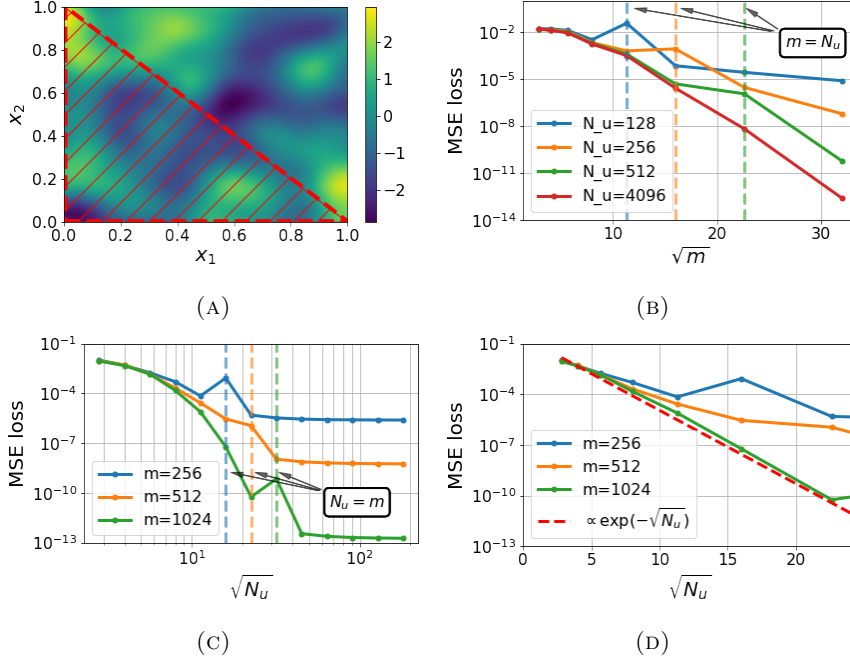 1.0
0.8
0.6
0.4
0.2
0.0
0.0 0.2 0.4 0.6 0.8 1.0
x_2
x_1
2
1
0
−1
−2
(A)
10^{-2}
10^{-5}
10^{-8}
10^{-11}
10^{-14}
MSE loss
m = N_u
N_u=128
N_u=256
N_u=512
N_u=4096
10 20 30
√m
(B)
10^{-1}
10^{-4}
10^{-7}
10^{-10}
10^{-13}
MSE loss
m=256
m=512
m=1024
N_u = m
10^1 10^2
√N_u
(C)
10^{-1}
10^{-4}
10^{-7}
10^{-10}
10^{-13}
MSE loss
m=256
m=512
m=1024
∝ exp(−√N_u)
0 5 10 15 20
√N_u
(D)